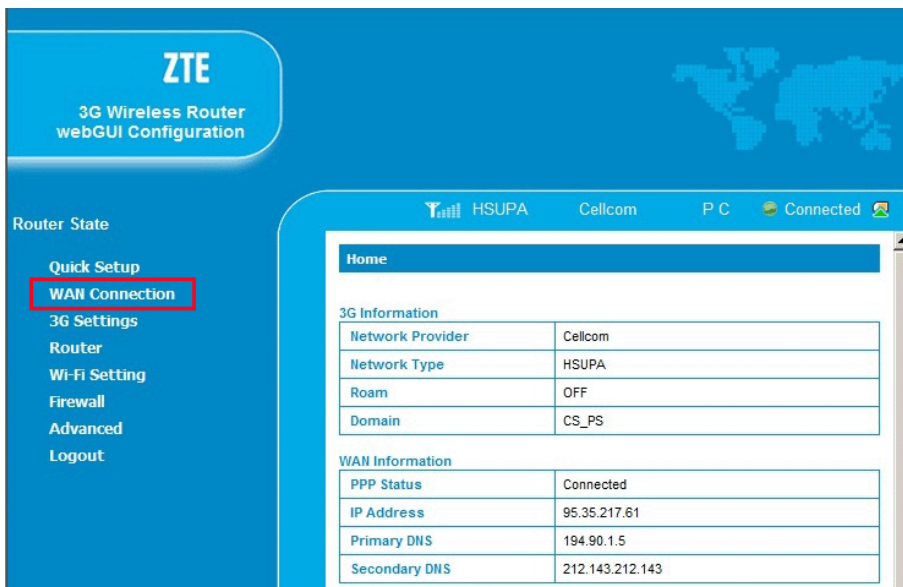 ZTE
3G Wireless Router
webGUI Configuration
HSUPA Cellcom P C Connected
Router State
Quick Setup
WAN Connection
3G Settings
Router
Wi-Fi Setting
Firewall
Advanced
Logout
Home
3G Information
Network Provider Cellcom
Network Type HSUPA
Roam OFF
Domain CS_PS
WAN Information
PPP Status Connected
IP Address 95.35.217.61
Primary DNS 194.90.1.5
Secondary DNS 212.143.212.143